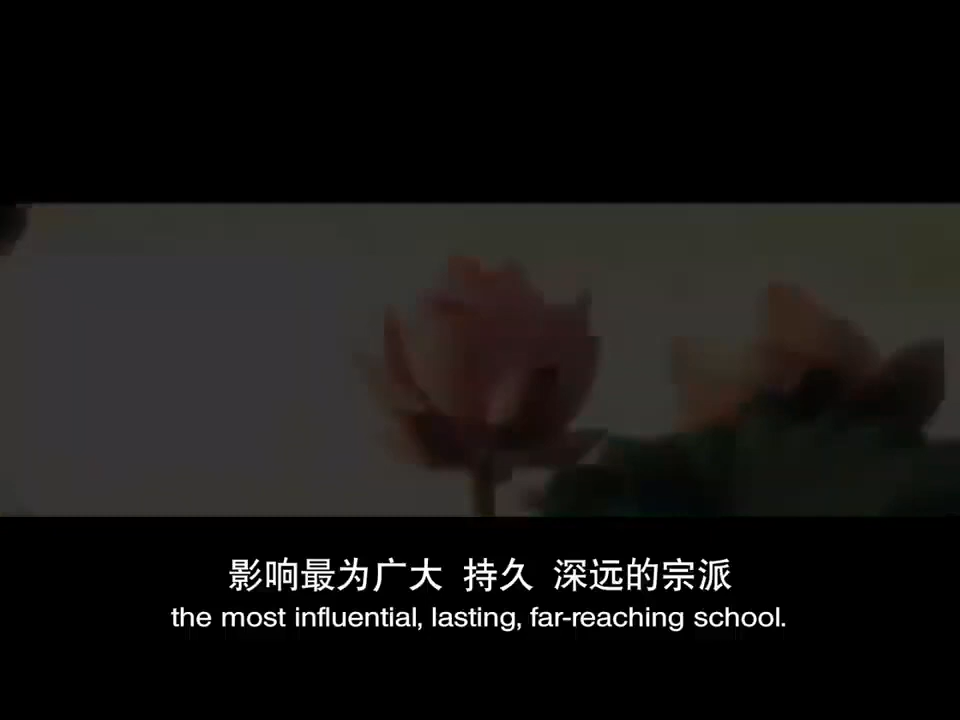 影响最为广大 持久 深远的宗派
the most influential, lasting, far-reaching school.